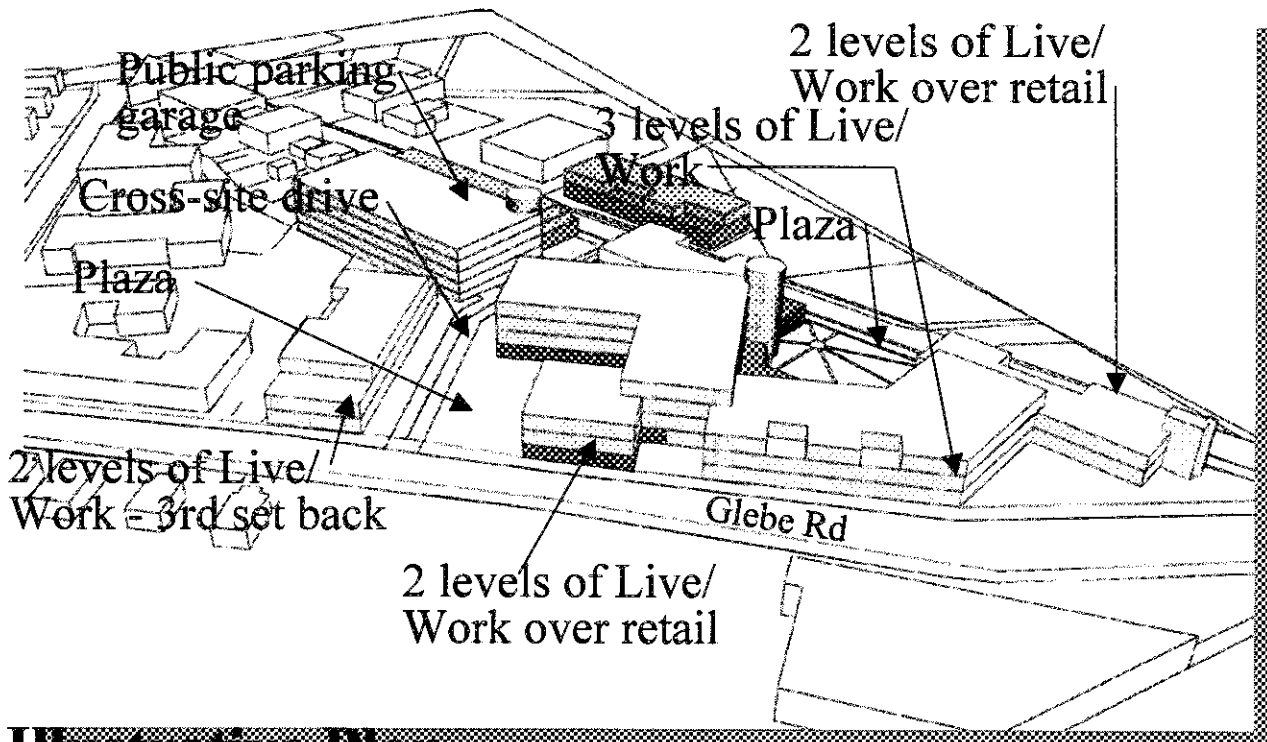 2 levels of Live/
Work over retail
Public parking
garage
3 levels of Live/
Work
Cross-site drive
Plaza
Plaza
2 levels of Live/
Work - 3rd set back
Glebe Rd
2 levels of Live/
Work over retail